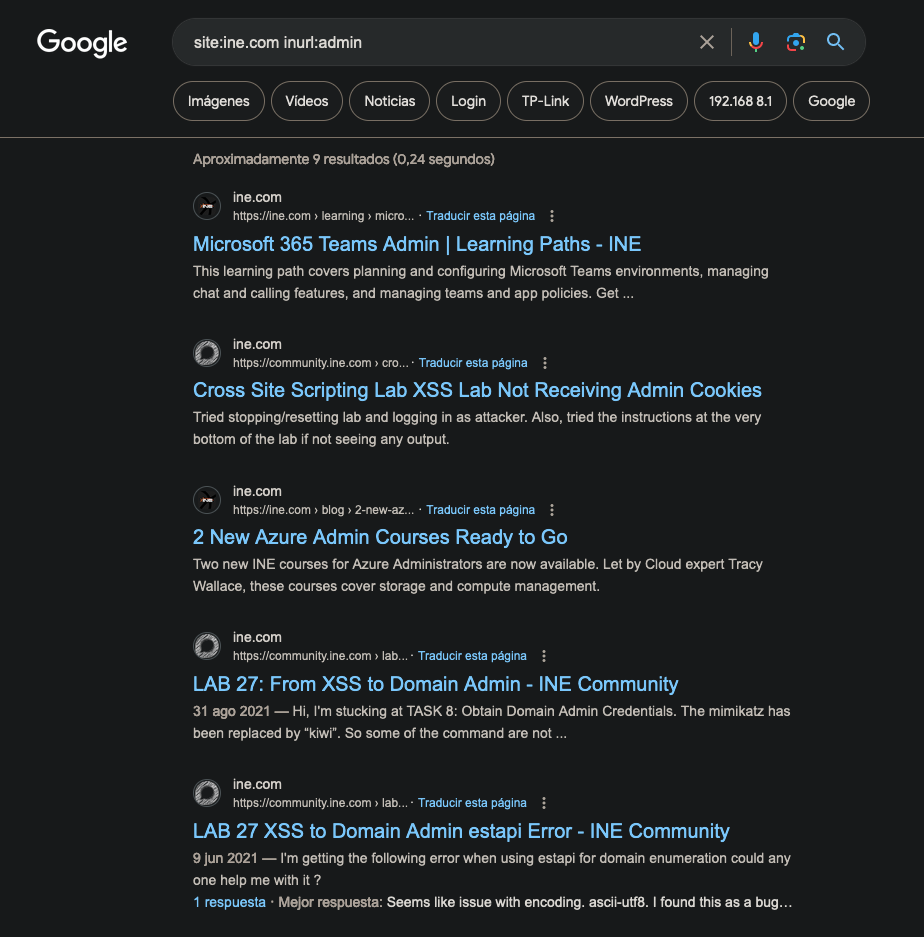 Google
site:ine.com inurl:admin
Imágenes
Vídeos
Noticias
Login
TP-Link
WordPress
192.168 8.1
Google
Aproximadamente 9 resultados (0,24 segundos)
ine.com
https://ine.com › learning › micro... · Traducir esta página
Microsoft 365 Teams Admin | Learning Paths - INE
This learning path covers planning and configuring Microsoft Teams environments, managing
chat and calling features, and managing teams and app policies. Get ...
ine.com
https://community.ine.com › cro... · Traducir esta página
Cross Site Scripting Lab XSS Lab Not Receiving Admin Cookies
Tried stopping/resetting lab and logging in as attacker. Also, tried the instructions at the very
bottom of the lab if not seeing any output.
ine.com
https://ine.com › blog › 2-new-az... · Traducir esta página
2 New Azure Admin Courses Ready to Go
Two new INE courses for Azure Administrators are now available. Let by Cloud expert Tracy
Wallace, these courses cover storage and compute management.
ine.com
https://community.ine.com › lab... · Traducir esta página
LAB 27: From XSS to Domain Admin - INE Community
31 ago 2021 — Hi, I'm stucking at TASK 8: Obtain Domain Admin Credentials. The mimikatz has
been replaced by “kiwi”. So some of the command are not ...
ine.com
https://community.ine.com › lab... · Traducir esta página
LAB 27 XSS to Domain Admin estapi Error - INE Community
9 jun 2021 — I'm getting the following error when using estapi for domain enumeration could any
one help me with it ?
1 respuesta · Mejor respuesta: Seems like issue with encoding. ascii-utf8. I found this as a bug...